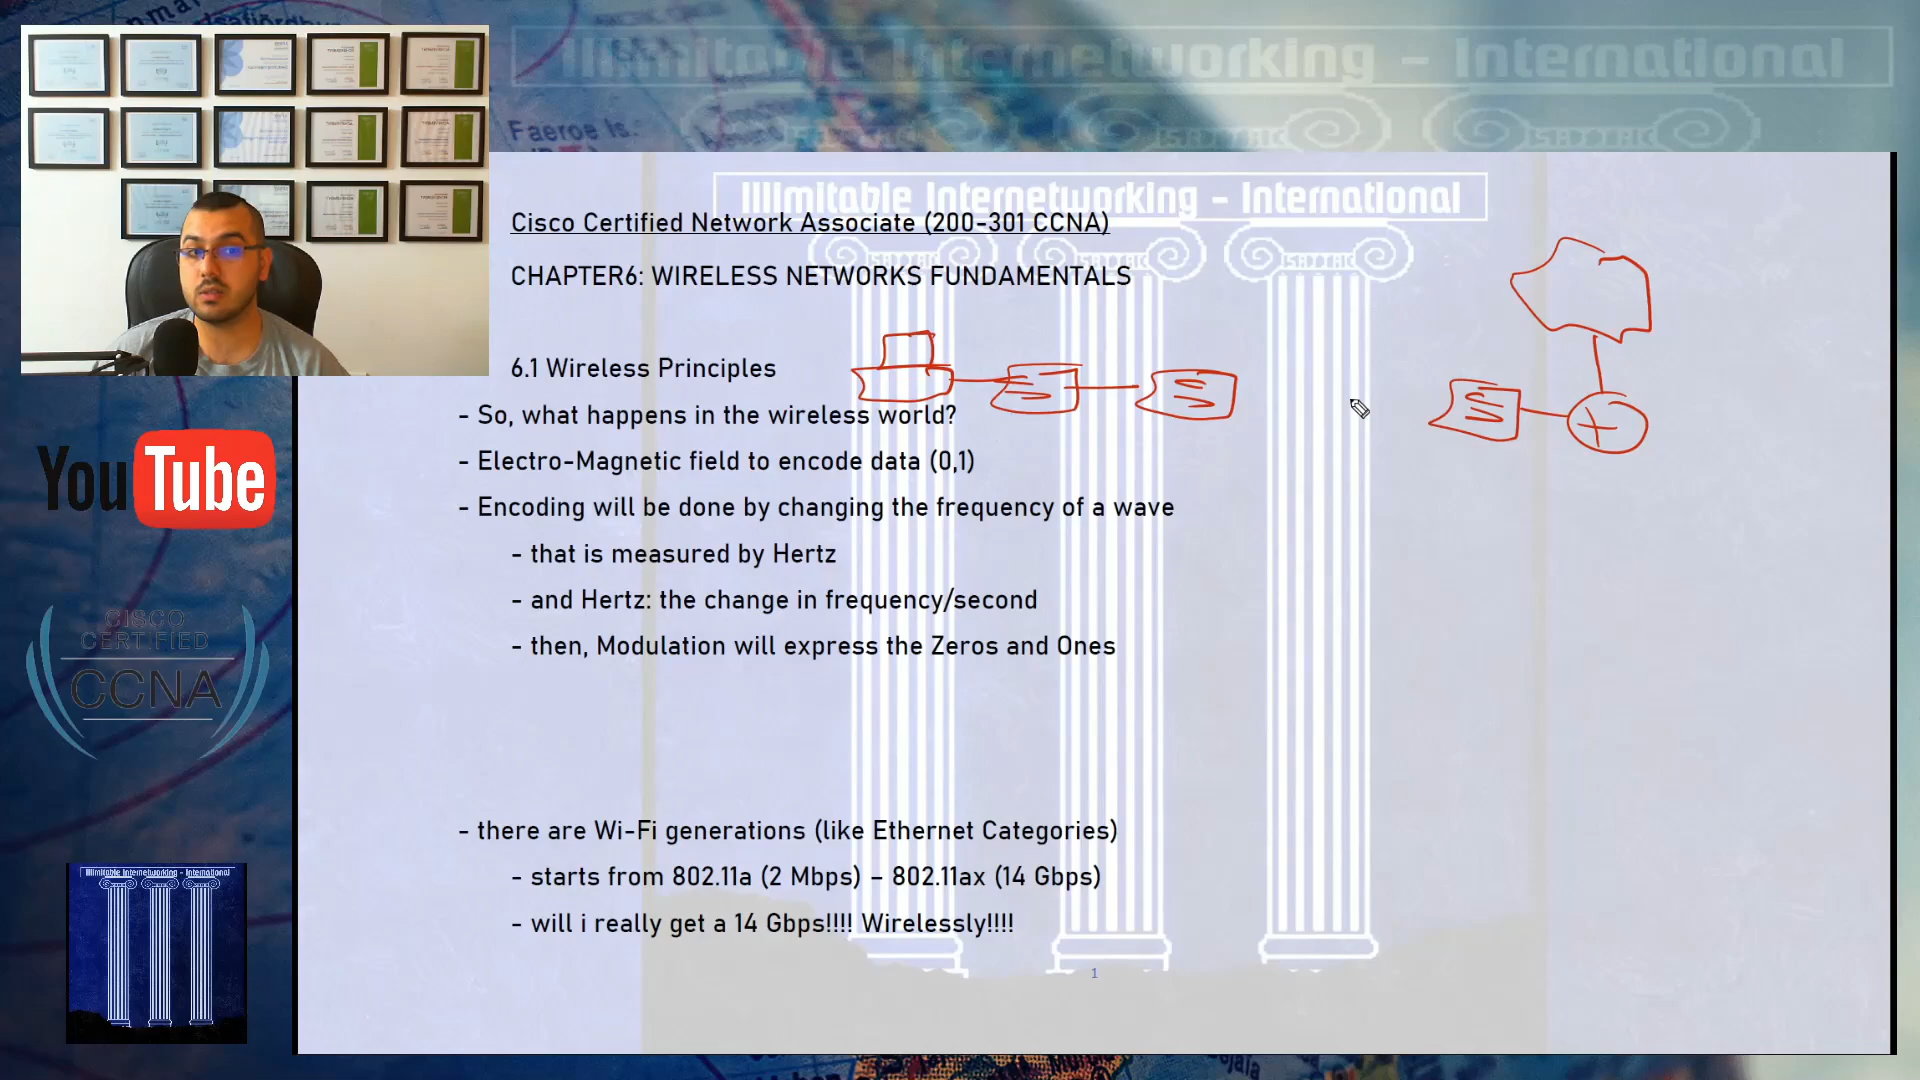 Illimitable Internetworking - International
Faeroe Is.
Illimitable Internetworking - International
Cisco Certified Network Associate (200-301 CCNA)
CHAPTER6: WIRELESS NETWORKS FUNDAMENTALS
6.1 Wireless Principles
- So, what happens in the wireless world?
- Electro-Magnetic field to encode data (0,1)
- Encoding will be done by changing the frequency of a wave
- that is measured by Hertz
- and Hertz: the change in frequency/second
- then, Modulation will express the Zeros and Ones
- there are Wi-Fi generations (like Ethernet Categories)
- starts from 802.11a (2 Mbps) – 802.11ax (14 Gbps)
- will i really get a 14 Gbps!!!! Wirelessly!!!!
1
YouTube
CISCO
CERTIFIED
CCNA
Illimitable Internetworking - International